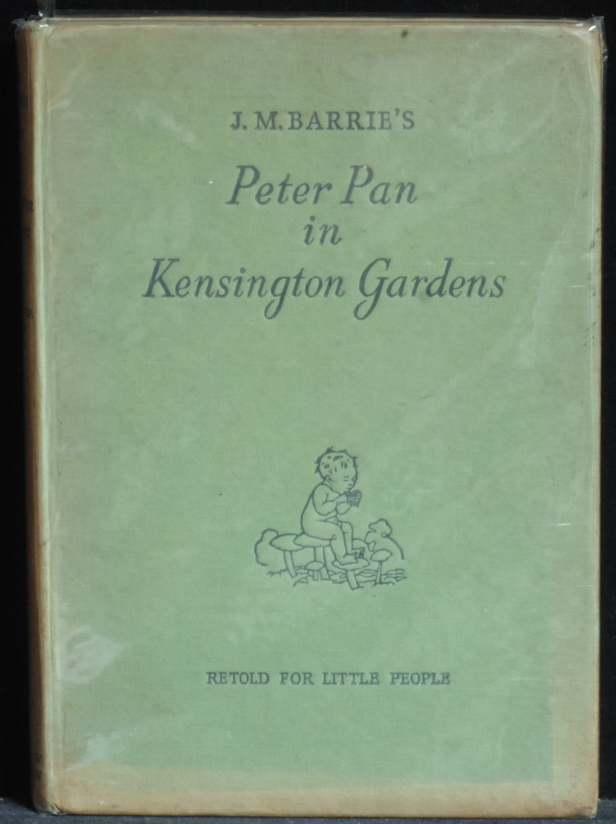 J. M. BARRIE'S
Peter Pan
in
Kensington Gardens
RETOLD FOR LITTLE PEOPLE